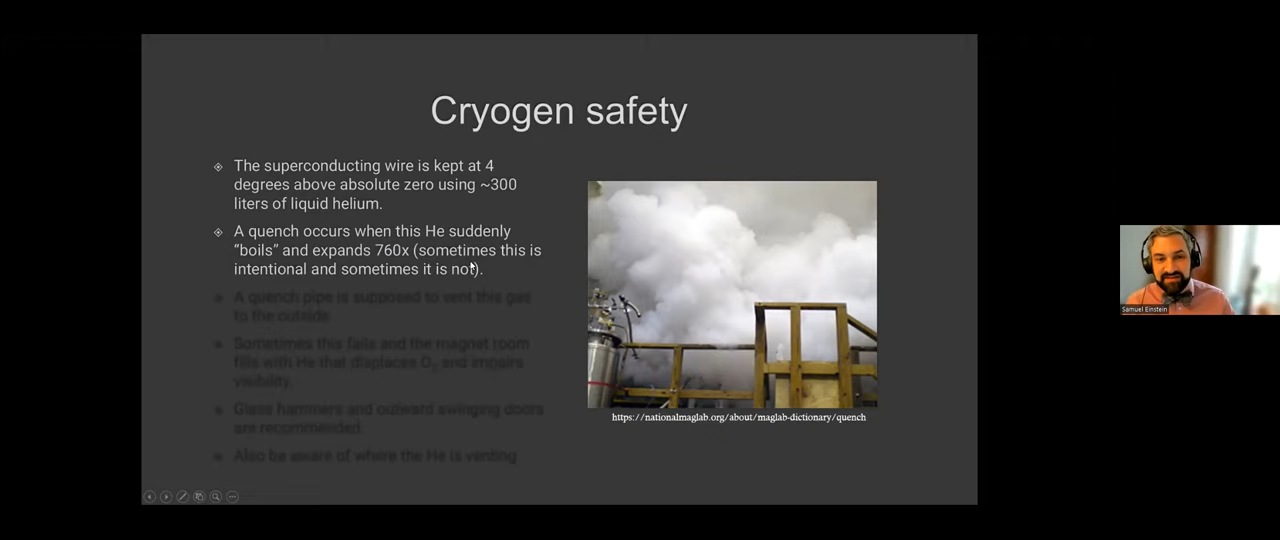 Cryogen safety
The superconducting wire is kept at 4
degrees above absolute zero using ~300
liters of liquid helium.
A quench occurs when this He suddenly
“boils” and expands 760x (sometimes this is
intentional and sometimes it is not).
A quench pipe is supposed to vent this gas
to the outside
Sometimes this fails and the magnet room
fills with He that displaces O₂ and impairs
visibility.
Glass hammers and outward swinging doors
are recommended.
Also be aware of where the He is venting
https://nationalmaglab.org/about/maglab-dictionary/quench
Samuel Einstein